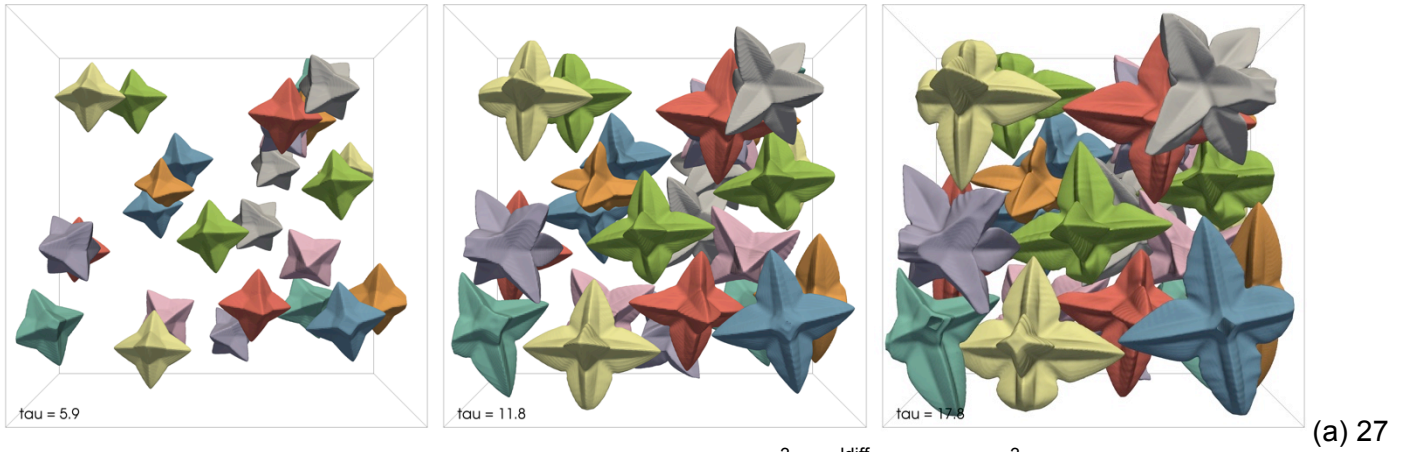 tau = 5.9
tau = 11.8
tau = 17.8
(a) 27